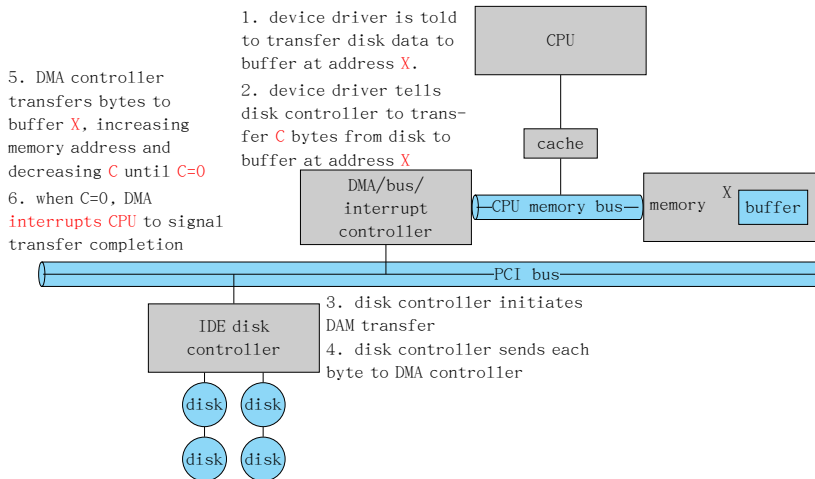 1. device driver is told
to transfer disk data to
buffer at address X.
2. device driver tells
disk controller to trans-
fer C bytes from disk to
buffer at address X
CPU
5. DMA controller
transfers bytes to
buffer X, increasing
memory address and
decreasing C until C=0
6. when C=0, DMA
interrupts CPU to signal
transfer completion
cache
DMA/bus/
interrupt
controller
CPU memory bus
memory
X
buffer
PCI bus
IDE disk
controller
3. disk controller initiates
DAM transfer
4. disk controller sends each
byte to DMA controller
disk
disk
disk
disk